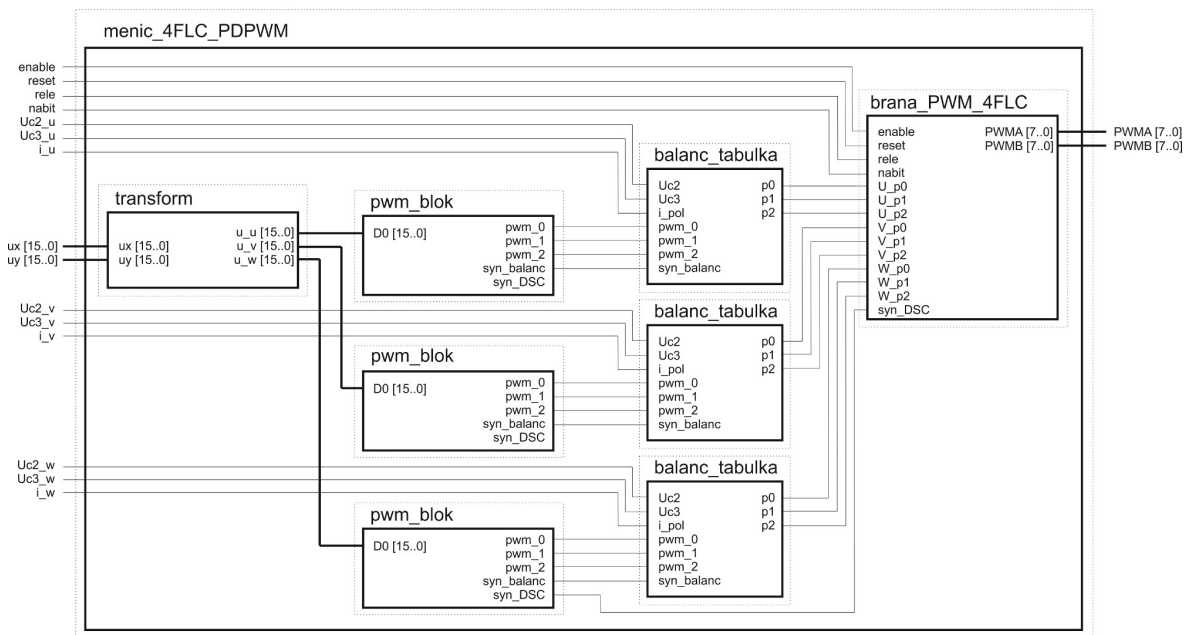 menic_4FLC_PDPWM
enable
reset
rele
nabit
Uc2_u
Uc3_u
i_u
ux [15..0]
uy [15..0]
Uc2_v
Uc3_v
i_v
Uc2_w
Uc3_w
i_w
transform
ux [15..0]
uy [15..0]
u_u [15..0]
u_v [15..0]
u_w [15..0]
pwm_blok
D0 [15..0]
pwm_0
pwm_1
pwm_2
syn_balanc
syn_DSC
pwm_blok
D0 [15..0]
pwm_0
pwm_1
pwm_2
syn_balanc
syn_DSC
pwm_blok
D0 [15..0]
pwm_0
pwm_1
pwm_2
syn_balanc
syn_DSC
balanc_tabulka
Uc2 p0
Uc3 p1
i_pol p2
pwm_0
pwm_1
pwm_2
syn_balanc
balanc_tabulka
Uc2 p0
Uc3 p1
i_pol p2
pwm_0
pwm_1
pwm_2
syn_balanc
balanc_tabulka
Uc2 p0
Uc3 p1
i_pol p2
pwm_0
pwm_1
pwm_2
syn_balanc
brana_PWM_4FLC
enable PWMA [7..0]
reset PWMB [7..0]
rele
nabit
U_p0
U_p1
U_p2
V_p0
V_p1
V_p2
W_p0
W_p1
W_p2
syn_DSC
PWMA [7..0]
PWMB [7..0]